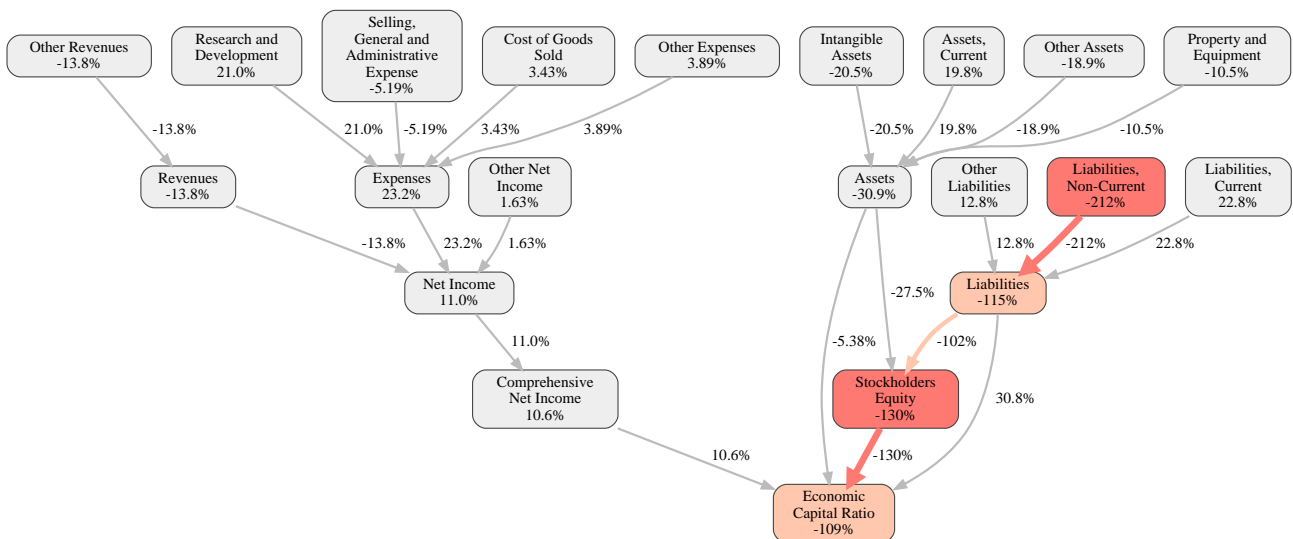 Other Revenues
-13.8%
Research and
Development
21.0%
Selling,
General and
Administrative
Expense
-5.19%
Cost of Goods
Sold
3.43%
Other Expenses
3.89%
Intangible
Assets
-20.5%
Assets,
Current
19.8%
Other Assets
-18.9%
Property and
Equipment
-10.5%
-13.8%
21.0%
-5.19%
3.43%
3.89%
-20.5%
19.8%
-18.9%
-10.5%
Revenues
-13.8%
Expenses
23.2%
Other Net
Income
1.63%
Assets
-30.9%
Other
Liabilities
12.8%
Liabilities,
Non-Current
-212%
Liabilities,
Current
22.8%
-13.8%
23.2%
1.63%
12.8%
-212%
22.8%
Net Income
11.0%
-27.5%
Liabilities
-115%
11.0%
-5.38%
-102%
Comprehensive
Net Income
10.6%
Stockholders
Equity
-130%
30.8%
10.6%
-130%
Economic
Capital Ratio
-109%